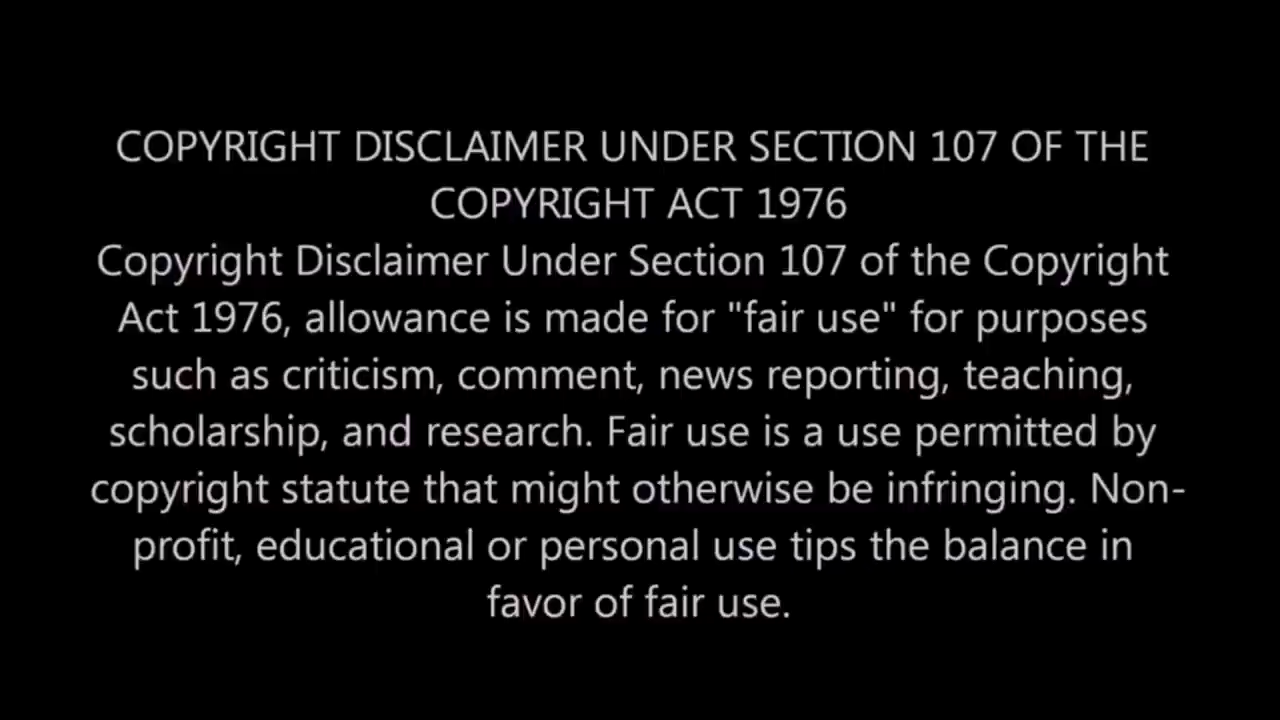 COPYRIGHT DISCLAIMER UNDER SECTION 107 OF THE
COPYRIGHT ACT 1976
Copyright Disclaimer Under Section 107 of the Copyright
Act 1976, allowance is made for "fair use" for purposes
such as criticism, comment, news reporting, teaching,
scholarship, and research. Fair use is a use permitted by
copyright statute that might otherwise be infringing. Non-
profit, educational or personal use tips the balance in
favor of fair use.